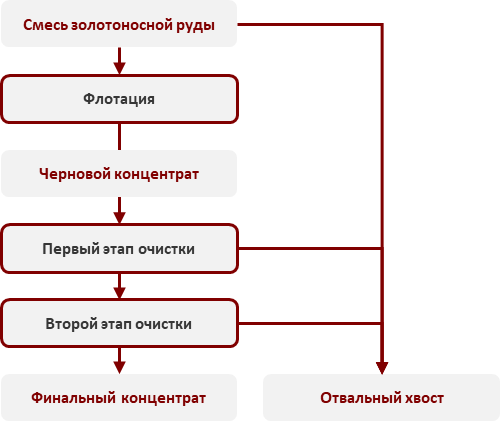 Смесь золотоносной руды
Флотация
Черновой концентрат
Первый этап очистки
Второй этап очистки
Финальный концентрат
Отвальный хвост